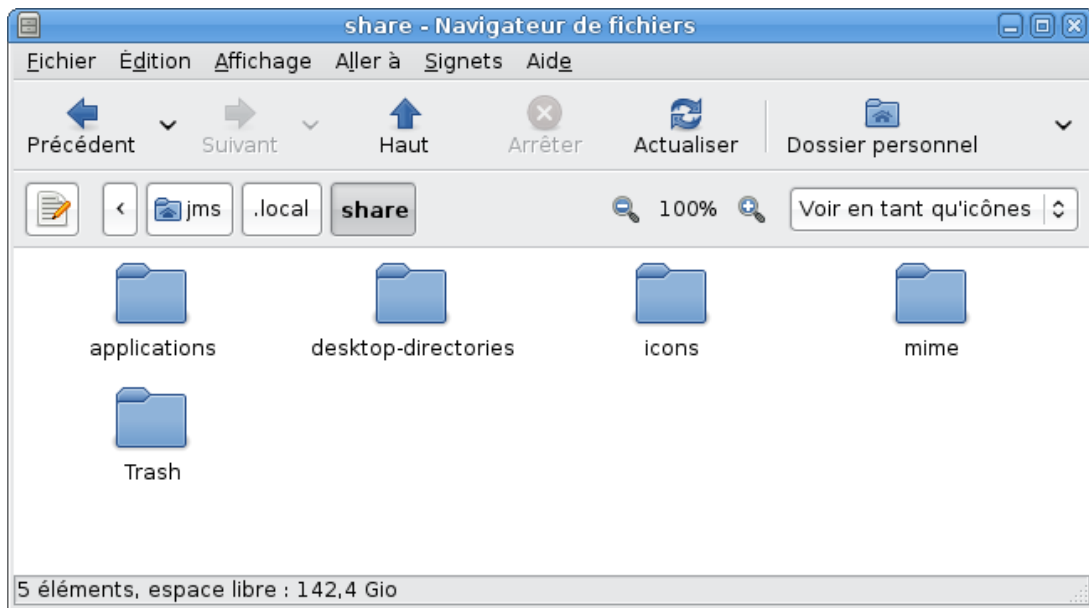 share - Navigateur de fichiers
Fichier Édition Affichage Aller à Signets Aide
Précédent Suivant Haut Arrêter Actualiser Dossier personnel
jms .local share 100% Voir en tant qu'icônes
applications desktop-directories icons mime
Trash
5 éléments, espace libre : 142,4 Gio